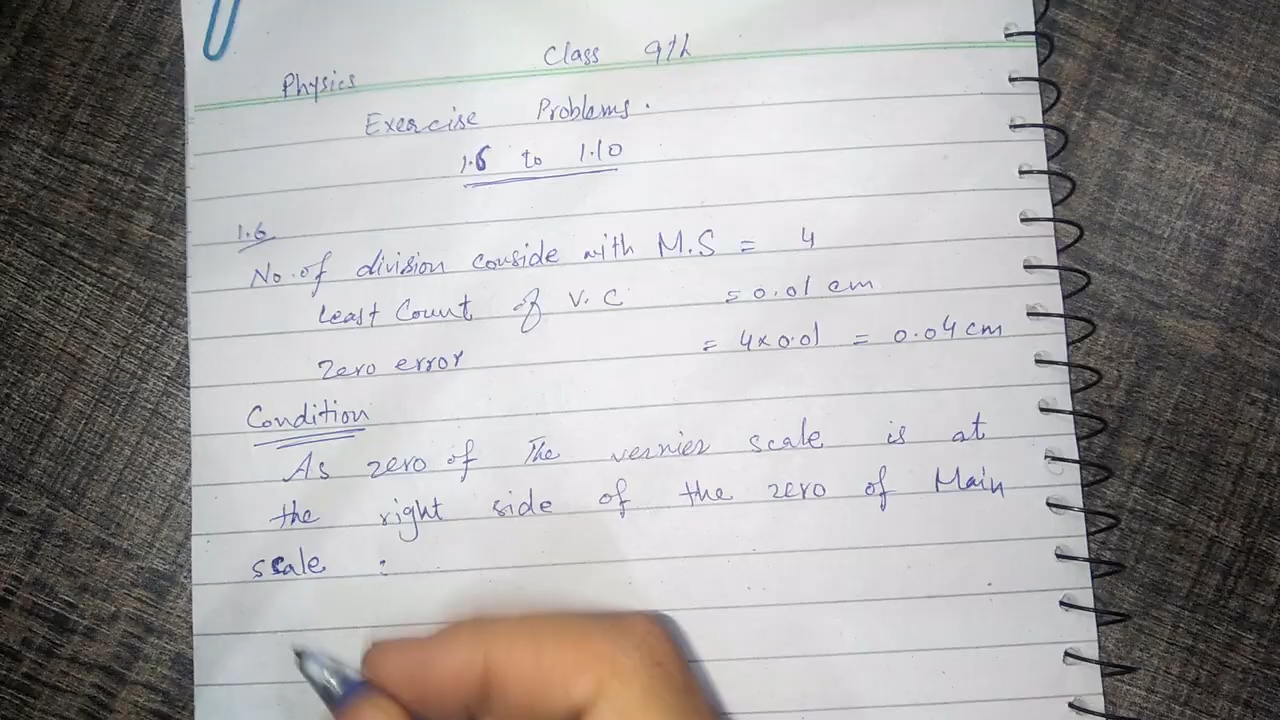 Class 9th
Physics
Exercise Problems.
1.6 to 1.10
1.6
No. of division conside with M.S = 4
Least Count of V.C = 0.01 cm
Zero error = 4x0.01 = 0.04 cm
Condition
As zero of The vernier scale is at
the right side of the zero of Main
scale :